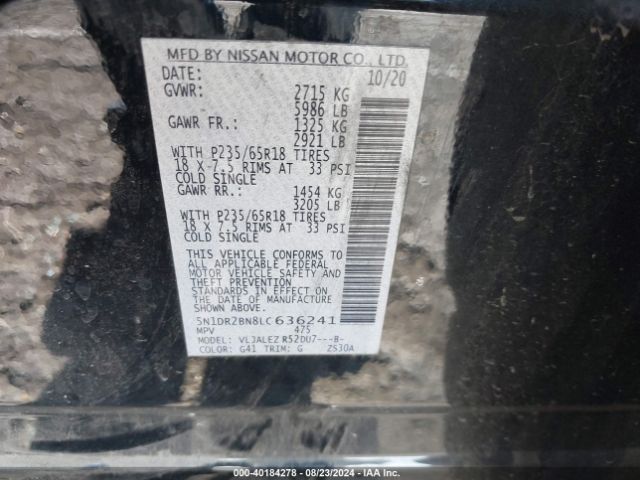 MFD BY NISSAN MOTOR CO., LTD.
DATE: 10/20
GVWR: 2715 KG
5986 LB
GAWR FR.: 1325 KG
2921 LB
WITH P235/65R18 TIRES
18 X 7.5 RIMS AT 33 PSI
COLD SINGLE
GAWR RR.: 1454 KG
3205 LB
WITH P235/65R18 TIRES
18 X 7.5 RIMS AT 33 PSI
COLD SINGLE
THIS VEHICLE CONFORMS TO
ALL APPLICABLE FEDERAL
MOTOR VEHICLE SAFETY AND
THEFT PREVENTION
STANDARDS IN EFFECT ON
THE DATE OF MANUFACTURE
SHOWN ABOVE.
5N1DR2BN8LC636241
MPV 475
MODEL: VLJALEZ R52DU7---B-
COLOR: G41 TRIM: G ZS30A
000-40184278 - 08/23/2024 - IAA Inc.